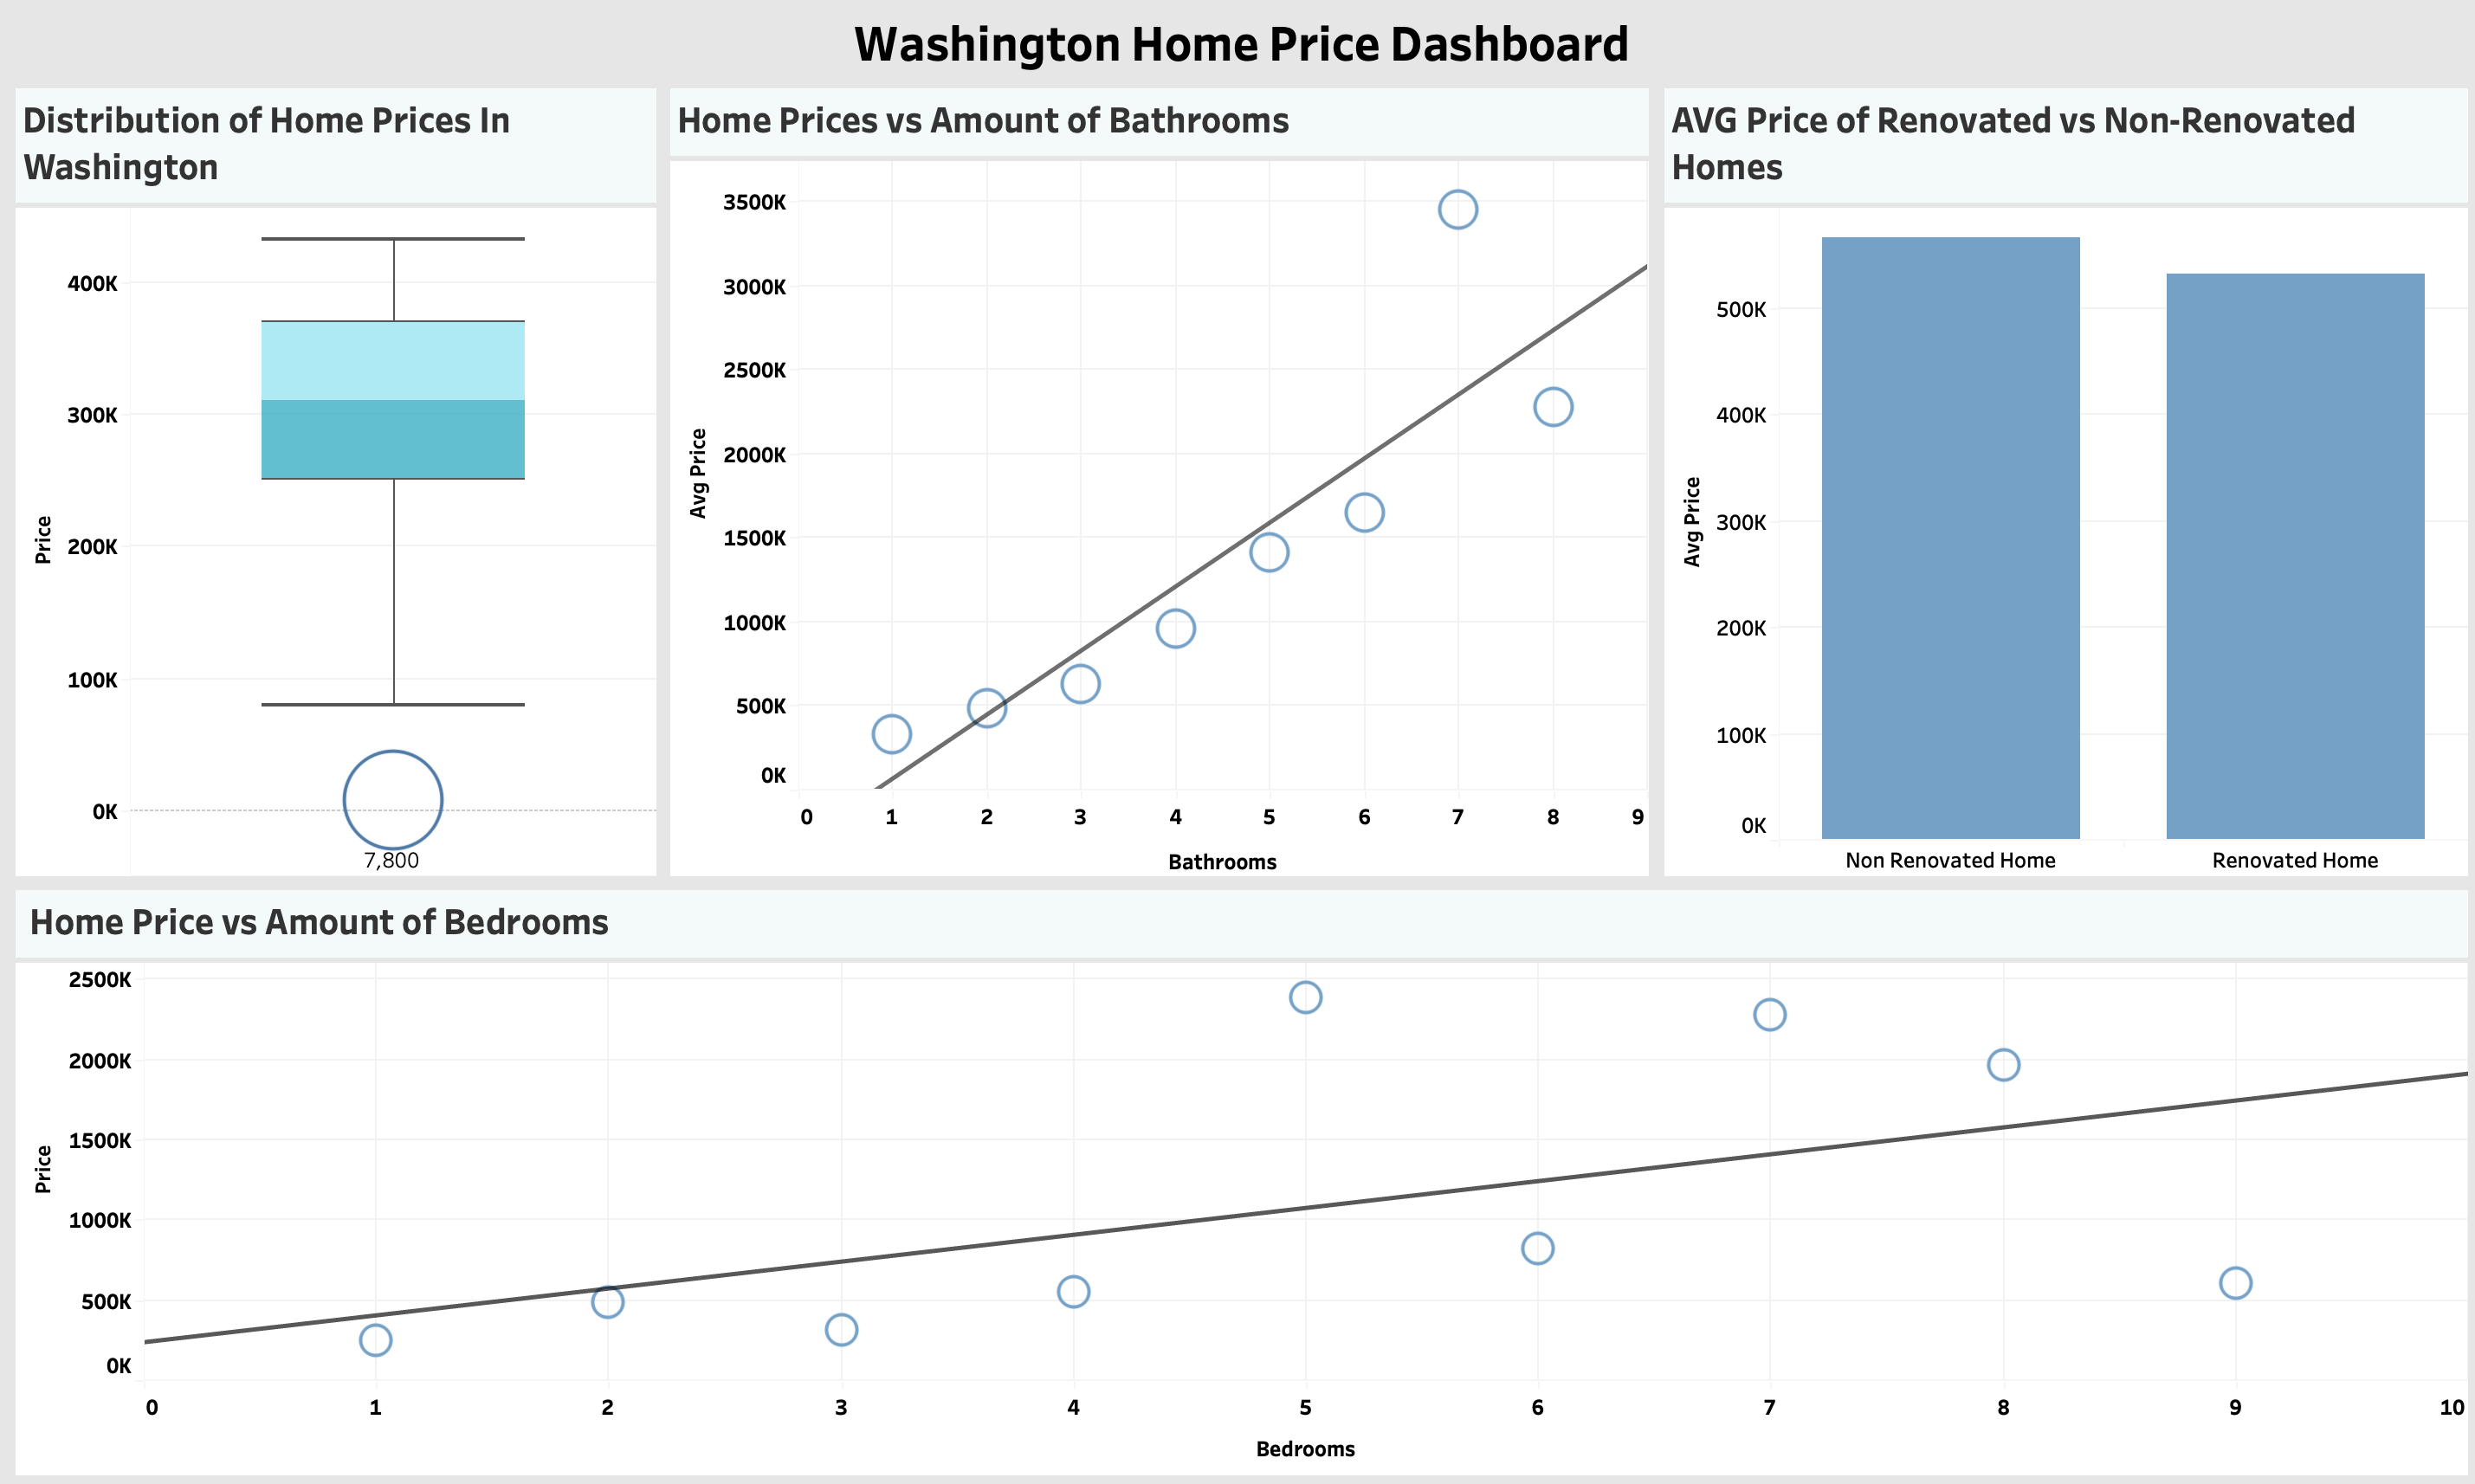 Washington Home Price Dashboard
Distribution of Home Prices In
Washington
400K
300K
200K
100K
0K
Price
7,800
Home Prices vs Amount of Bathrooms
3500K
3000K
2500K
2000K
1500K
1000K
500K
0K
Avg Price
0 1 2 3 4 5 6 7 8 9
Bathrooms
AVG Price of Renovated vs Non-Renovated
Homes
500K
400K
300K
200K
100K
0K
Avg Price
Non Renovated Home Renovated Home
Home Price vs Amount of Bedrooms
2500K
2000K
1500K
1000K
500K
0K
Price
0 1 2 3 4 5 6 7 8 9 10
Bedrooms